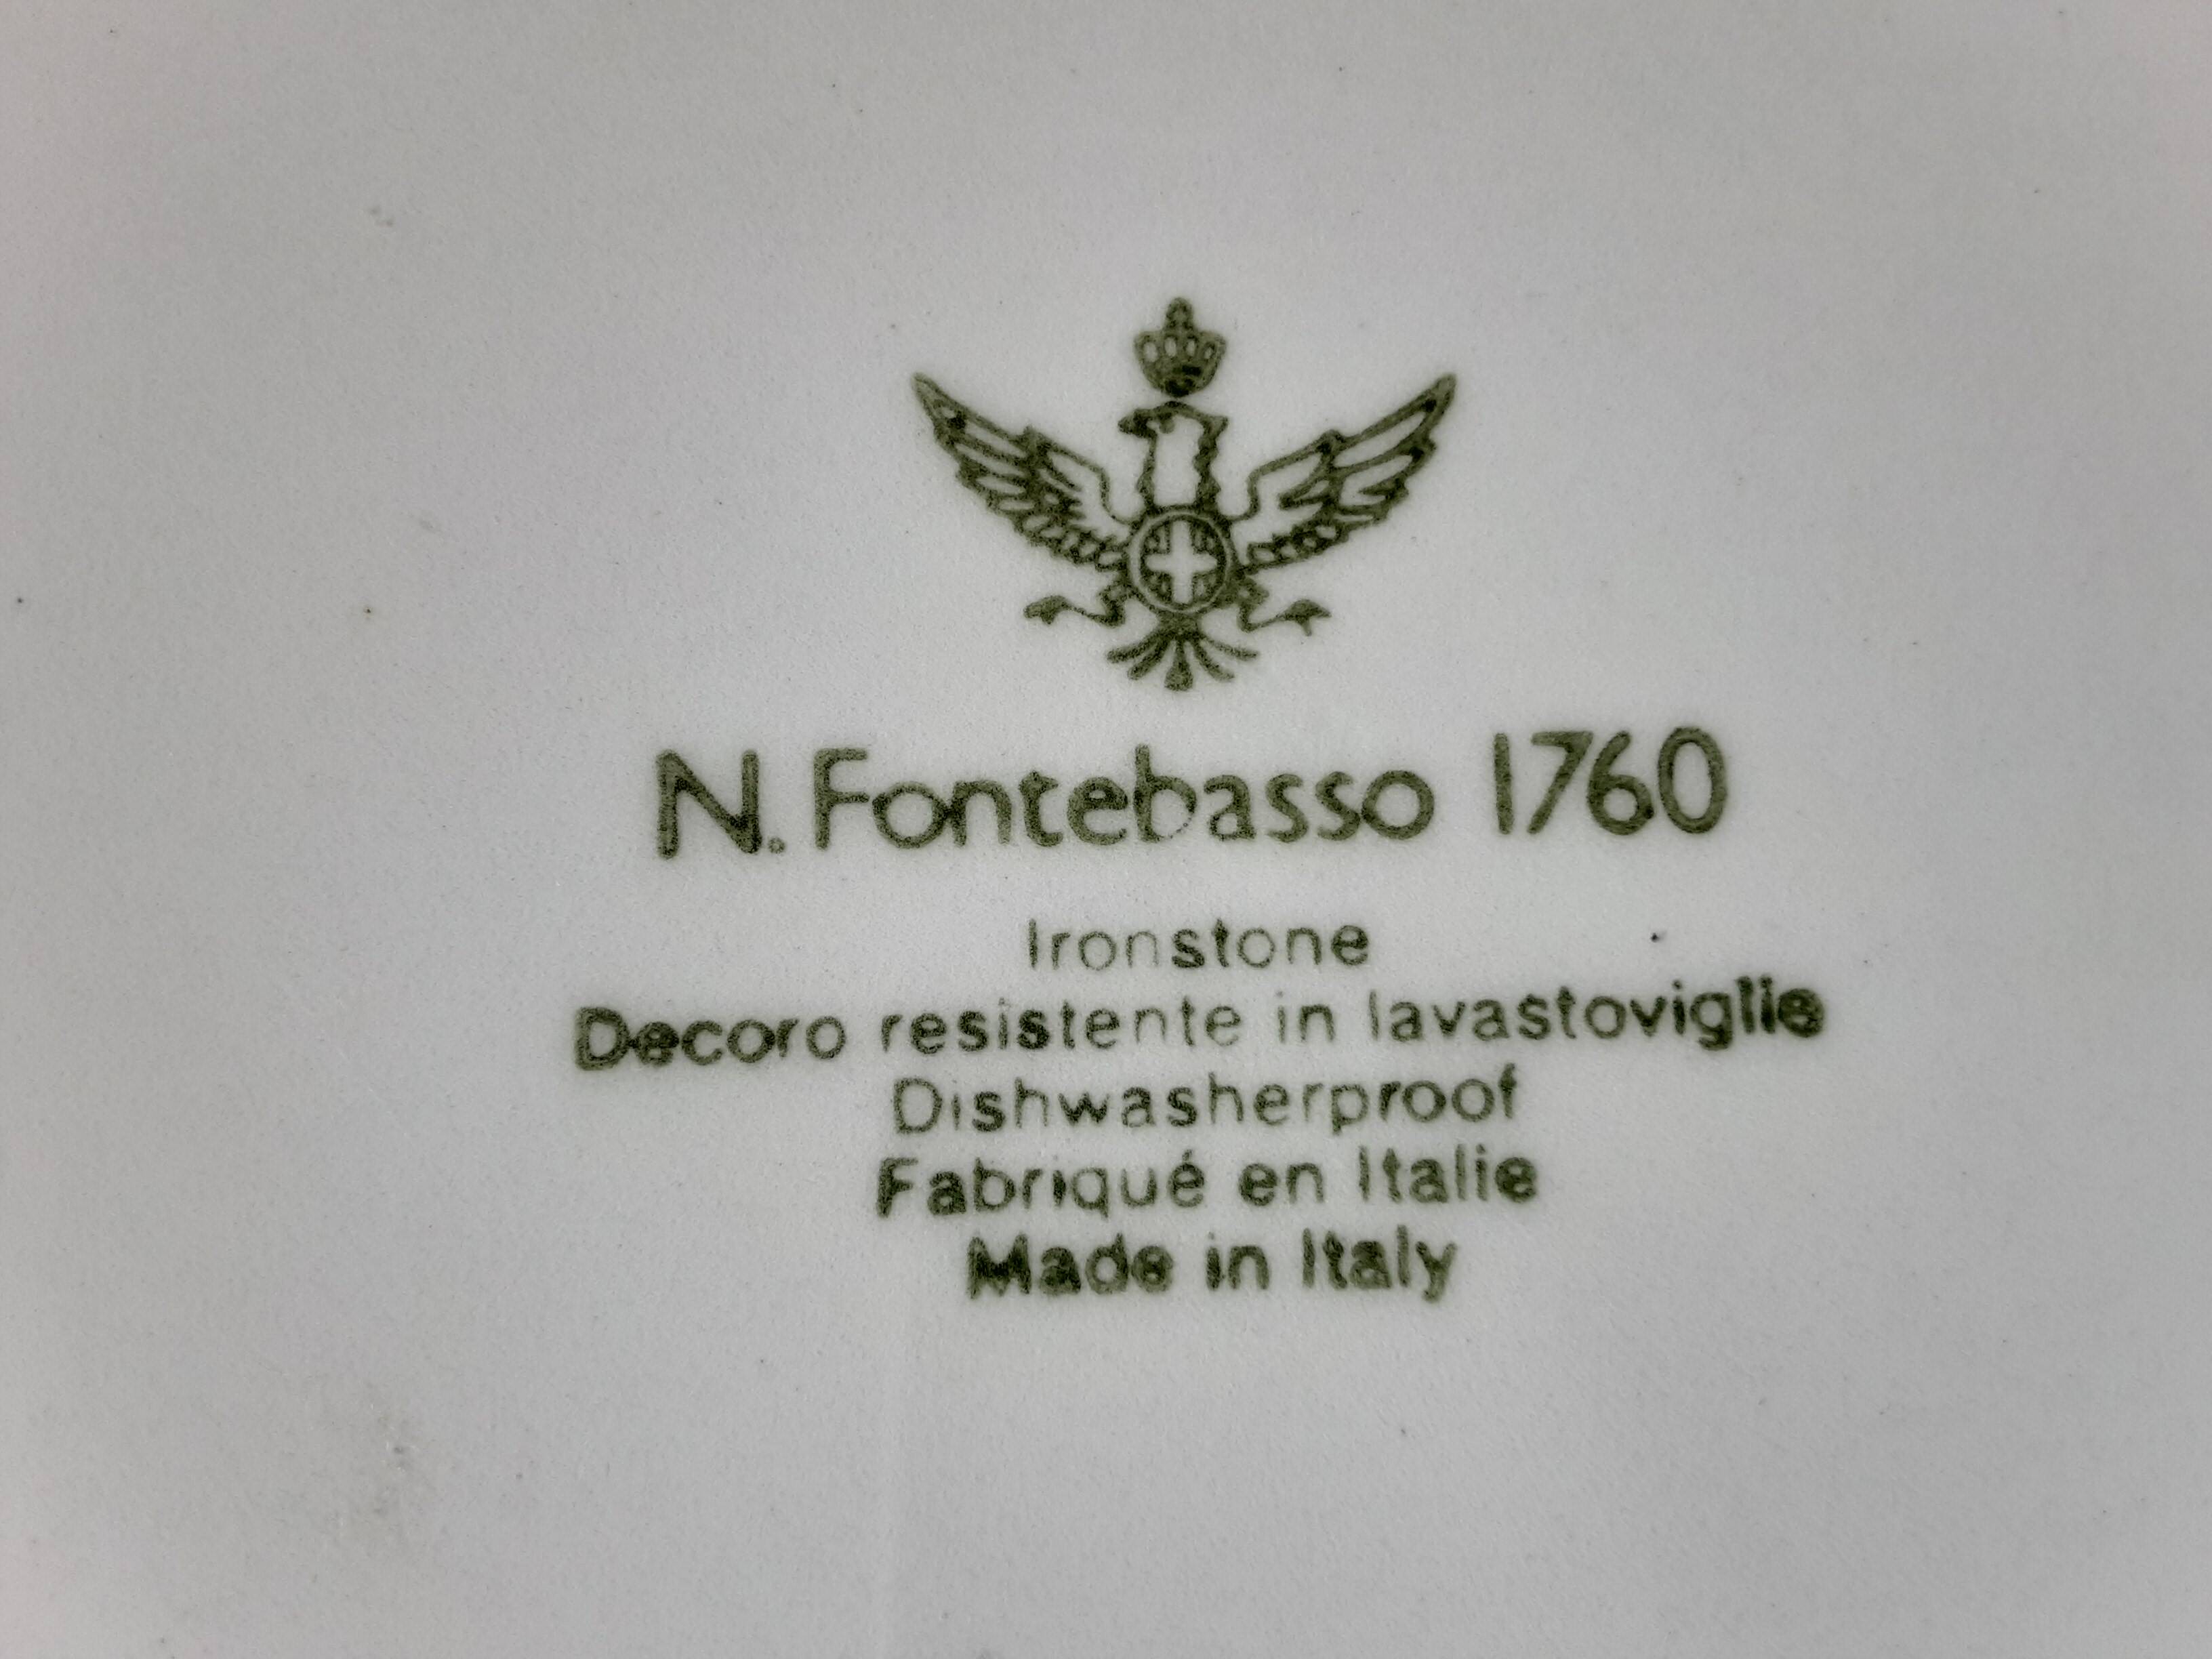 N. Fontebasso 1760
Ironstone
Decoro resistente in lavastoviglie
Dishwasherproof
Fabriqué en Italie
Made in Italy